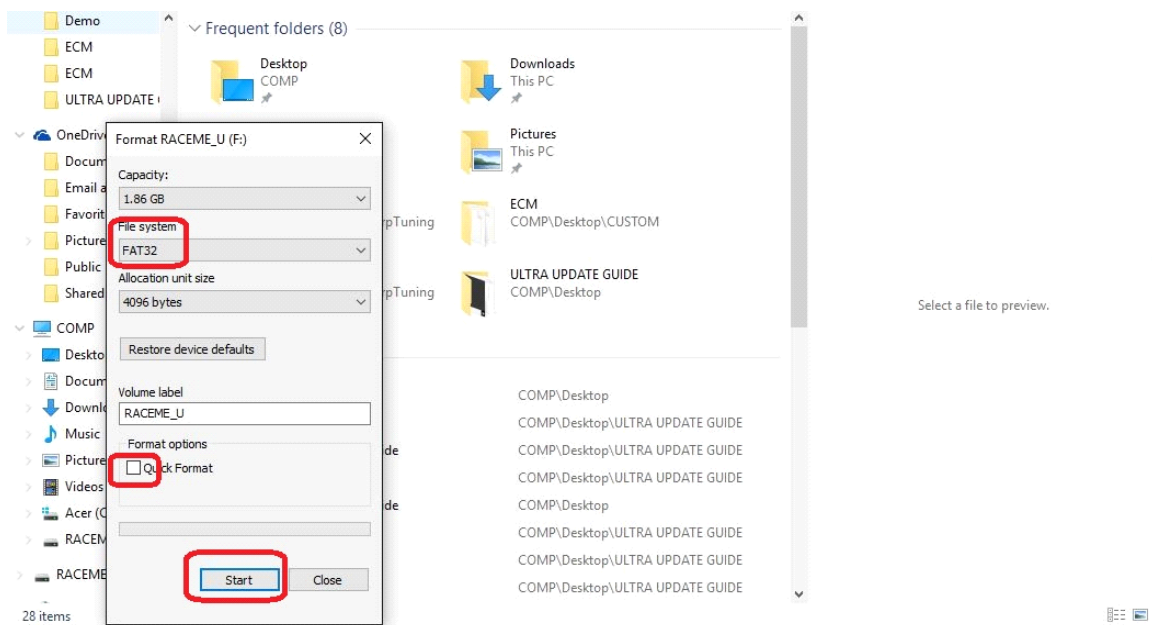 Demo
ECM
ECM
ULTRA UPDATE
OneDrive
Docum
Email a
Favorit
Picture
Public
Shared
COMP
Deskto
Docum
Downlo
Music
Picture
Videos
Acer (C
RACEM
RACEME
28 items
Frequent folders (8)
Desktop
COMP
Downloads
This PC
Pictures
This PC
rpTuning
ECM
COMP\Desktop\CUSTOM
rpTuning
ULTRA UPDATE GUIDE
COMP\Desktop
COMP\Desktop
COMP\Desktop\ULTRA UPDATE GUIDE
ide
COMP\Desktop\ULTRA UPDATE GUIDE
COMP\Desktop\ULTRA UPDATE GUIDE
ide
COMP\Desktop
COMP\Desktop\ULTRA UPDATE GUIDE
COMP\Desktop\ULTRA UPDATE GUIDE
COMP\Desktop\ULTRA UPDATE GUIDE
Format RACEME_U (F:)
Capacity:
1.86 GB
File system
FAT32
Allocation unit size
4096 bytes
Restore device defaults
Volume label
RACEME_U
Format options
Quick Format
Start
Close
Select a file to preview.